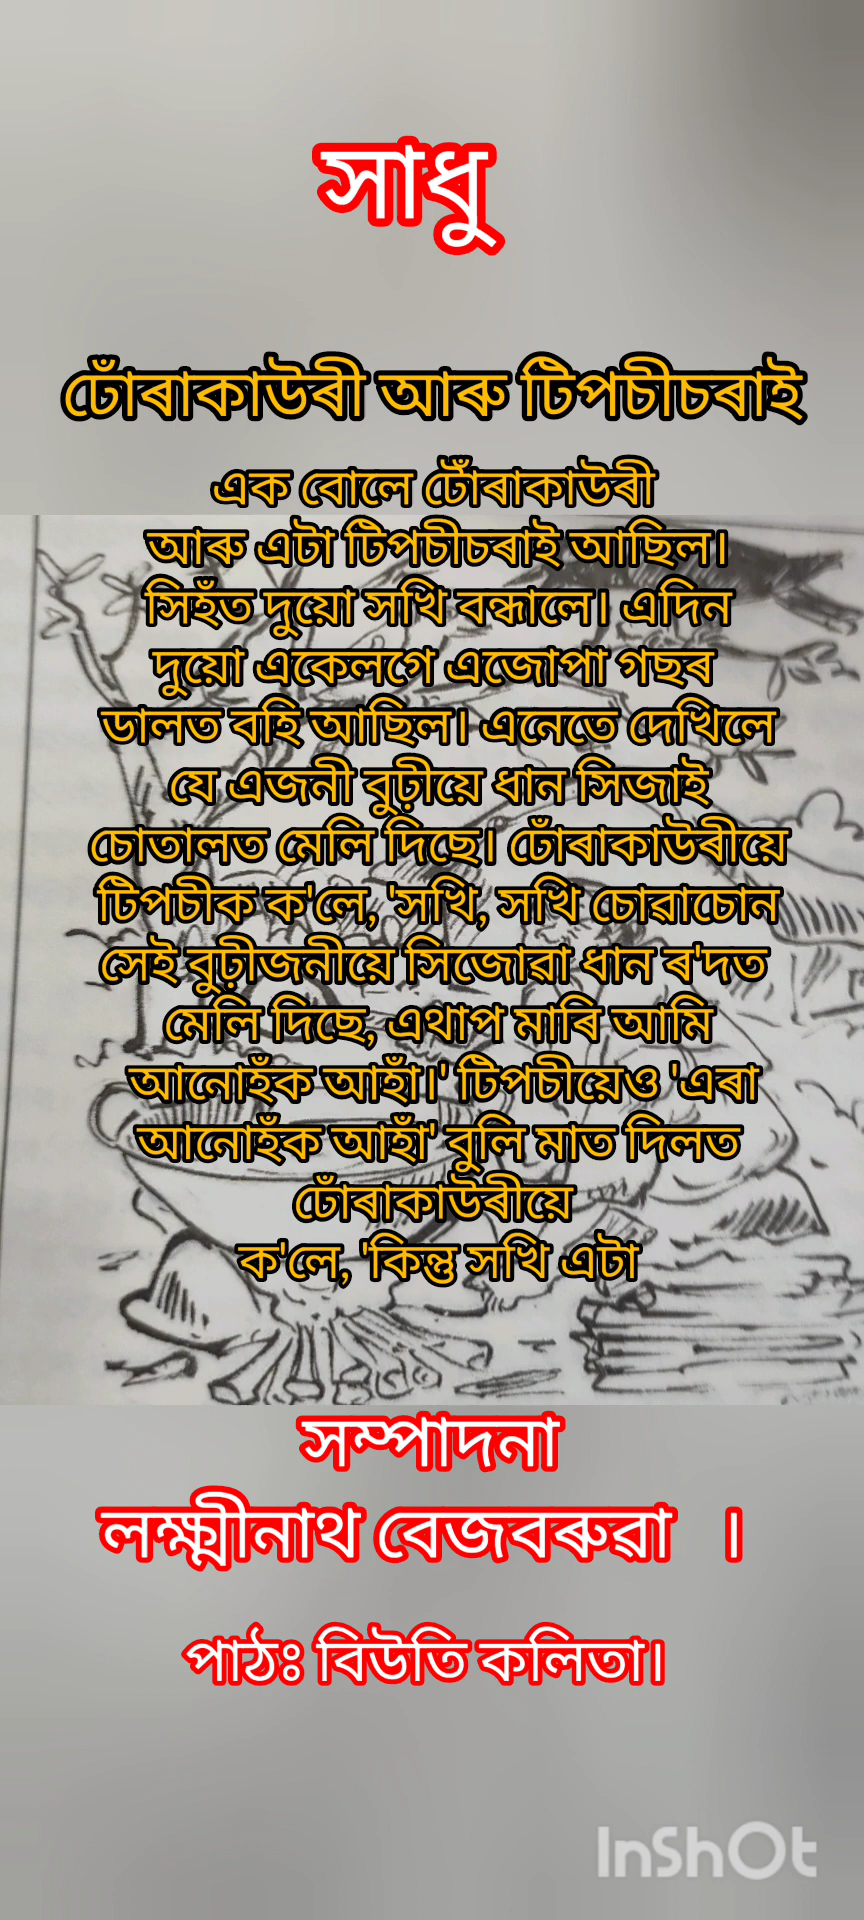 সাধু
ঢোঁৰাকাউৰী আৰু টিপচীচৰাই
এক বোলে ঢোঁৰাকাউৰী
আৰু এটা টিপচীচৰাই আছিল।
সিহঁত দুয়ো সখি বন্ধালে। এদিন
দুয়ো একেলগে এজোপা গছৰ
ডালত বহি আছিল। এনেতে দেখিলে
যে এজনী বুঢ়ীয়ে ধান সিজাই
চোতালত মেলি দিছে। ঢোঁৰাকাউৰীয়ে
টিপচীক ক'লে, 'সখি, সখি চোৱাচোন
সেই বুঢ়ীজনীয়ে সিজোৱা ধান ৰ'দত
মেলি দিছে, এথাপ মাৰি আমি
আনোহঁক আহাঁ।' টিপচীয়েও 'এৰা
আনোহঁক আহাঁ' বুলি মাত দিলত
ঢোঁৰাকাউৰীয়ে
ক'লে, 'কিন্তু সখি এটা
সম্পাদনা
লক্ষ্মীনাথ বেজবৰুৱা ।
পাঠঃ বিউতি কলিতা।
InShOt